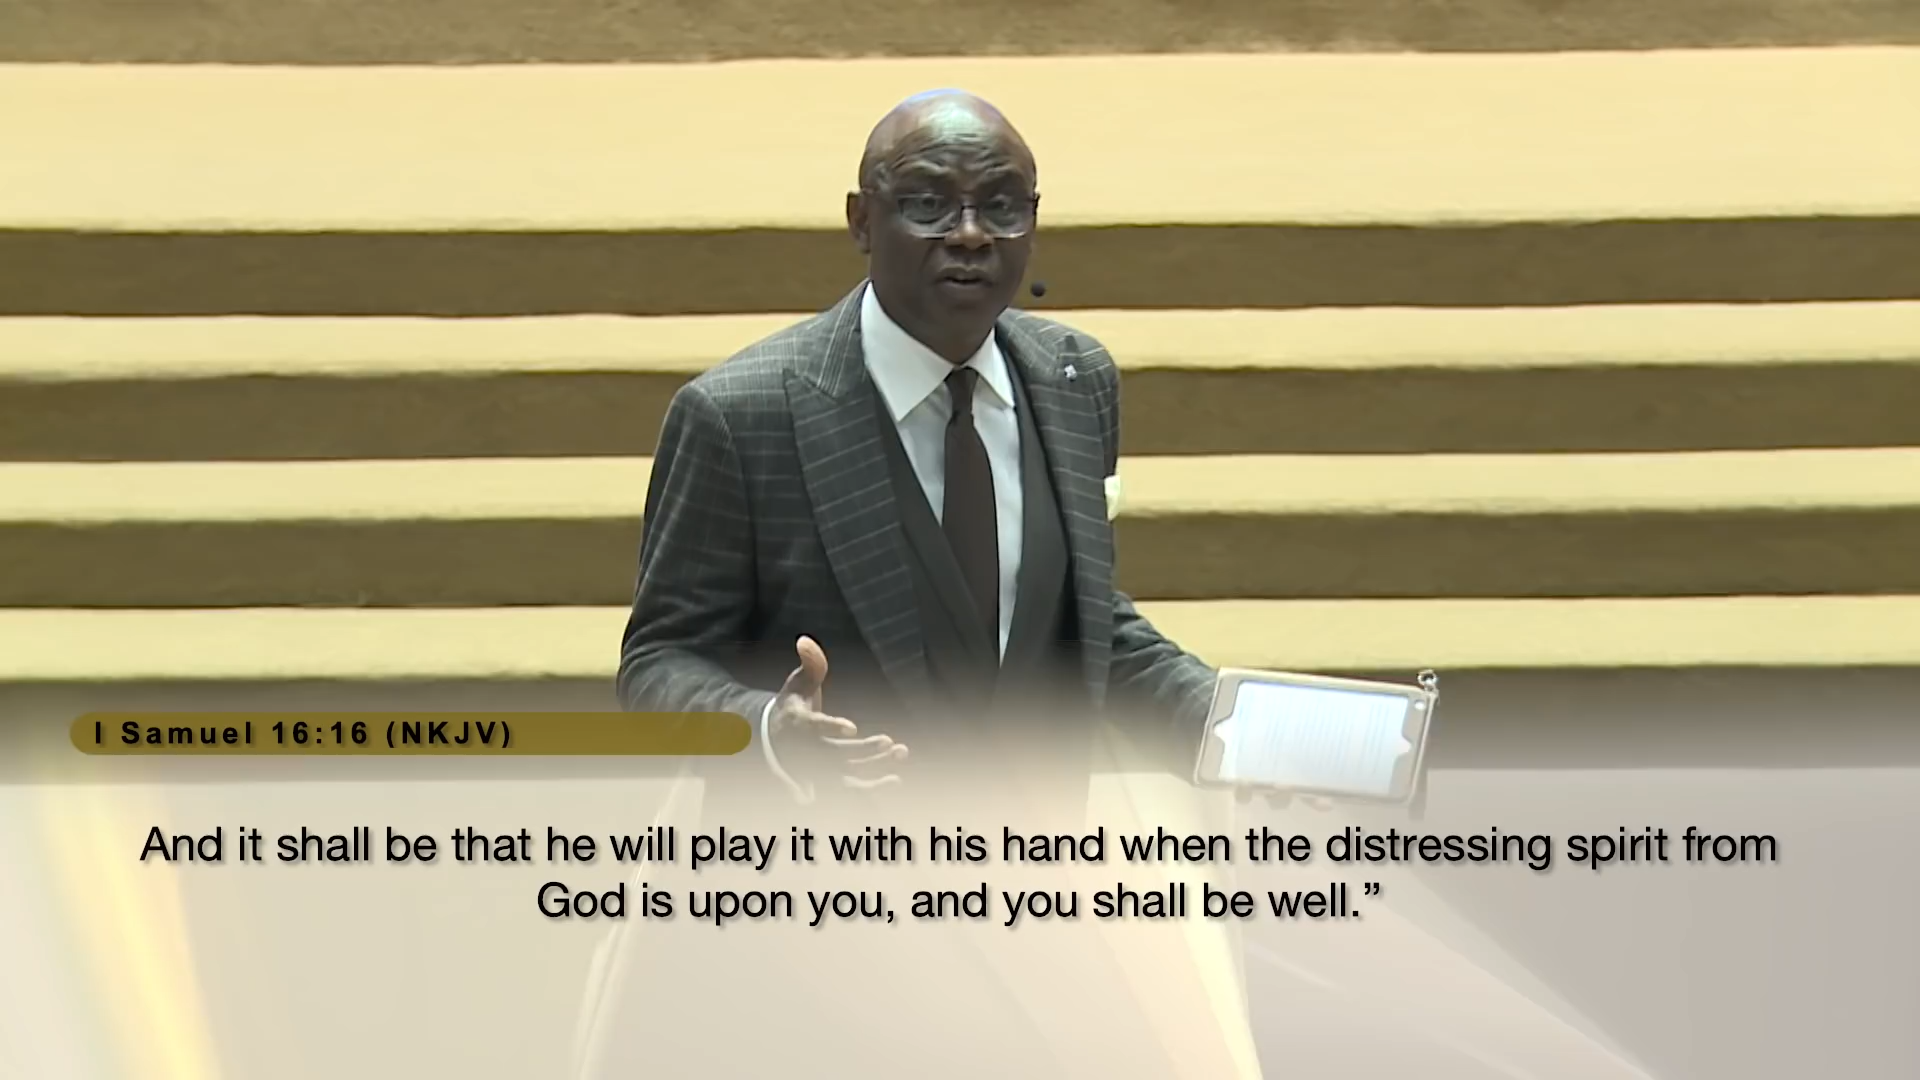 I Samuel 16:16 (NKJV)
And it shall be that he will play it with his hand when the distressing spirit from
God is upon you, and you shall be well.”